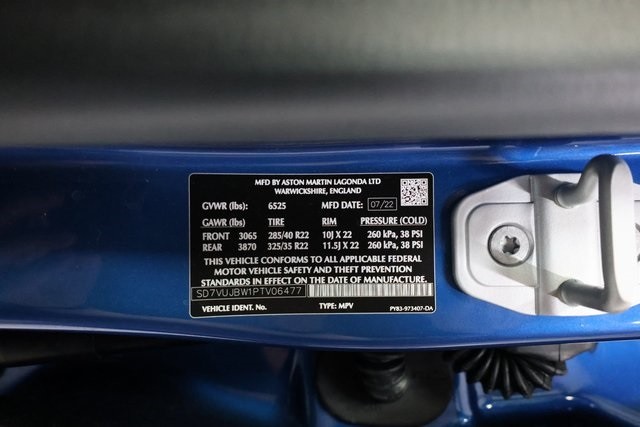 MFD BY ASTON MARTIN LAGONDA LTD
WARWICKSHIRE, ENGLAND
GVWR (lbs): 6525 MFD DATE: 07/22
GAWR (lbs) TIRE RIM PRESSURE (COLD)
FRONT 3065 285/40 R22 10J X 22 260 kPa, 38 PSI
REAR 3870 325/35 R22 11.5J X 22 260 kPa, 38 PSI
THIS VEHICLE CONFORMS TO ALL APPLICABLE FEDERAL
MOTOR VEHICLE SAFETY AND THEFT PREVENTION
STANDARDS IN EFFECT ON THE DATE OF MANUFACTURE.
SD7VUJBW1PTV06477
VEHICLE IDENT No. TYPE: MPV PY83-973407-DA